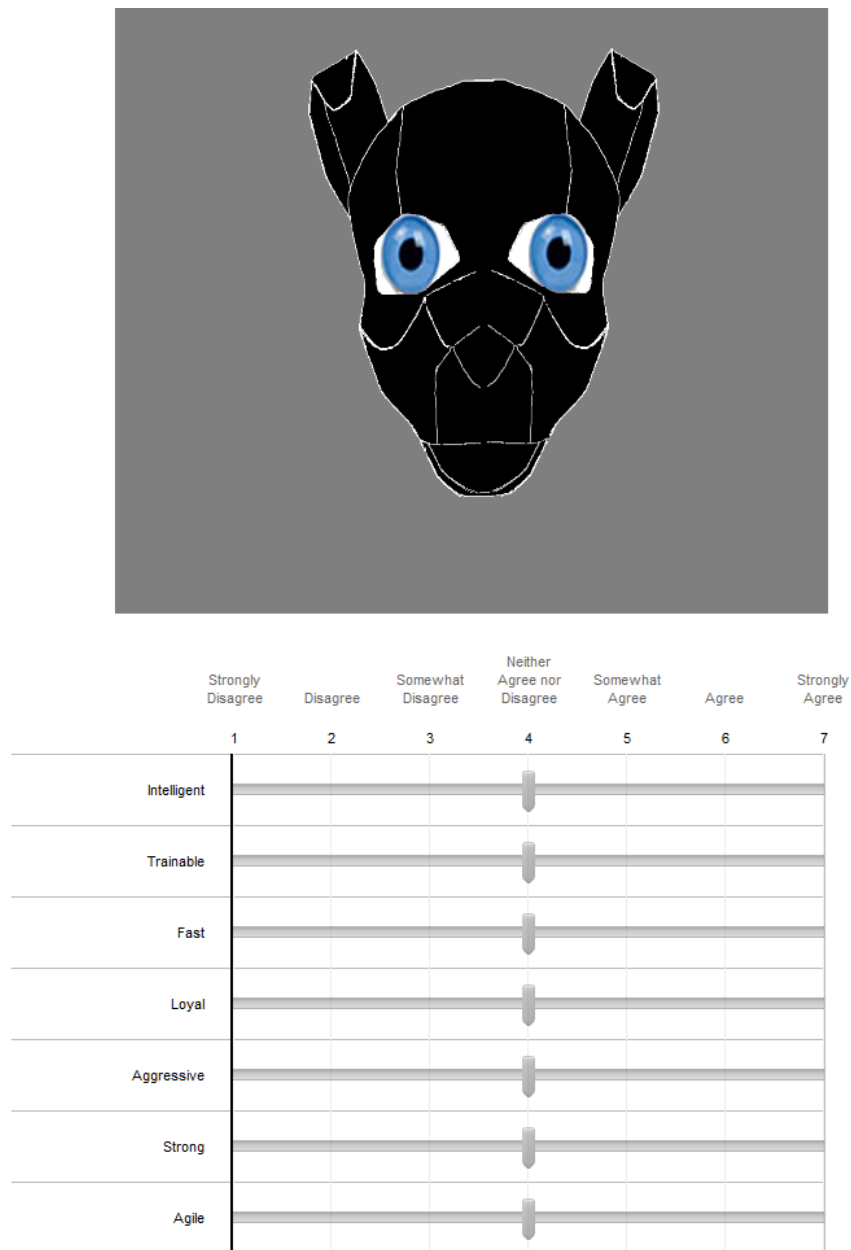 Strongly Disagree
Disagree
Somewhat Disagree
Neither Agree nor Disagree
Somewhat Agree
Agree
Strongly Agree
1 2 3 4 5 6 7
Intelligent
Trainable
Fast
Loyal
Aggressive
Strong
Agile